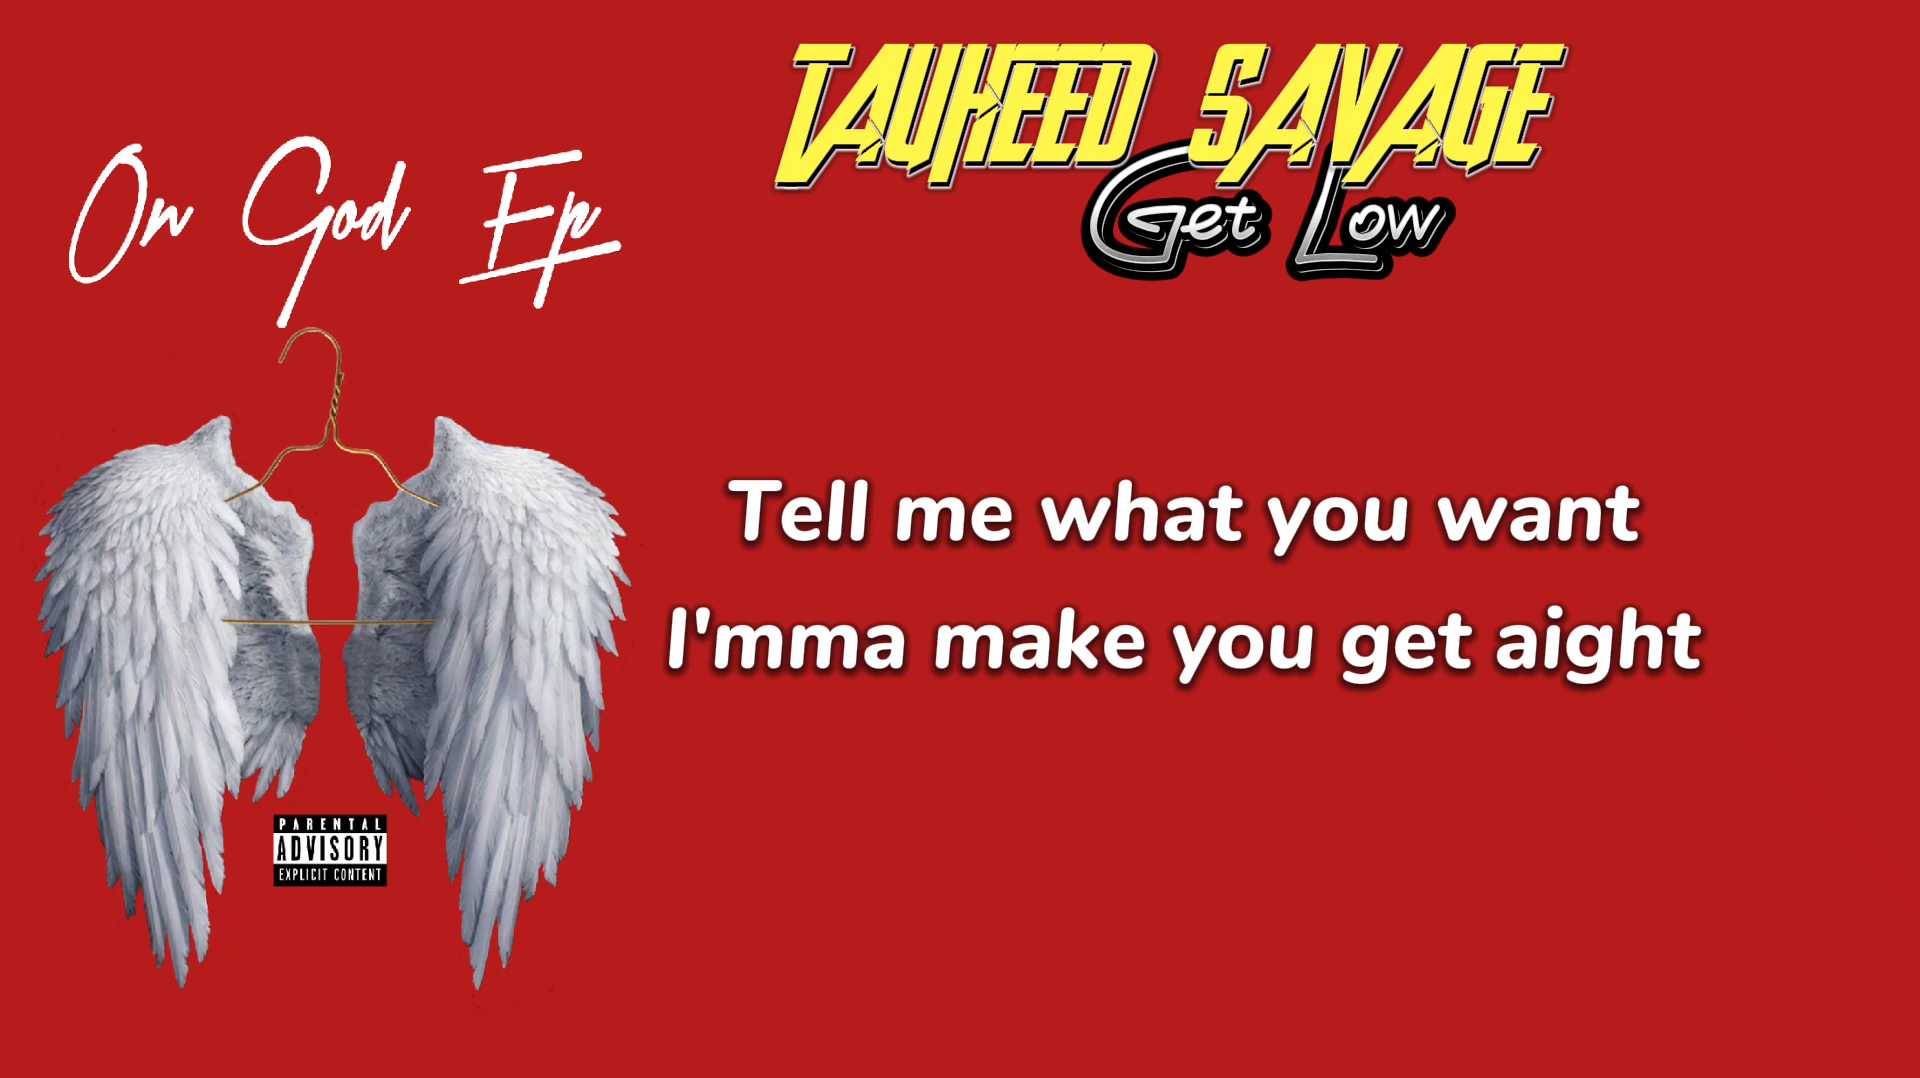 On God Ep
TAUHEED SAVAGE
Get Low
Tell me what you want
I'mma make you get aight
PARENTAL
ADVISORY
EXPLICIT CONTENT